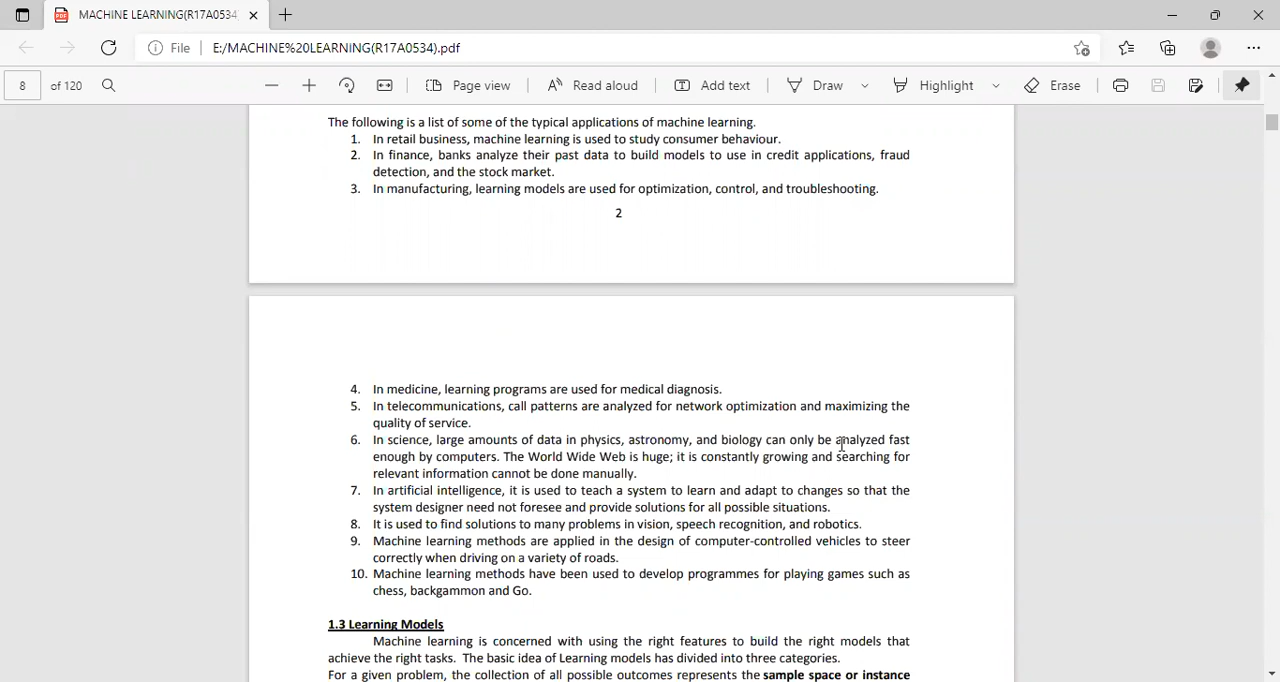 MACHINE LEARNING(R17A0534
File
E:/MACHINE%20LEARNING(R17A0534).pdf
8 of 120
Page view
Read aloud
Add text
Draw
Highlight
Erase
The following is a list of some of the typical applications of machine learning.
1. In retail business, machine learning is used to study consumer behaviour.
2. In finance, banks analyze their past data to build models to use in credit applications, fraud
detection, and the stock market.
3. In manufacturing, learning models are used for optimization, control, and troubleshooting.
2
4. In medicine, learning programs are used for medical diagnosis.
5. In telecommunications, call patterns are analyzed for network optimization and maximizing the
quality of service.
6. In science, large amounts of data in physics, astronomy, and biology can only be analyzed fast
enough by computers. The World Wide Web is huge; it is constantly growing and searching for
relevant information cannot be done manually.
7. In artificial intelligence, it is used to teach a system to learn and adapt to changes so that the
system designer need not foresee and provide solutions for all possible situations.
8. It is used to find solutions to many problems in vision, speech recognition, and robotics.
9. Machine learning methods are applied in the design of computer-controlled vehicles to steer
correctly when driving on a variety of roads.
10. Machine learning methods have been used to develop programmes for playing games such as
chess, backgammon and Go.
1.3 Learning Models
Machine learning is concerned with using the right features to build the right models that
achieve the right tasks. The basic idea of Learning models has divided into three categories.
For a given problem, the collection of all possible outcomes represents the sample space or instance